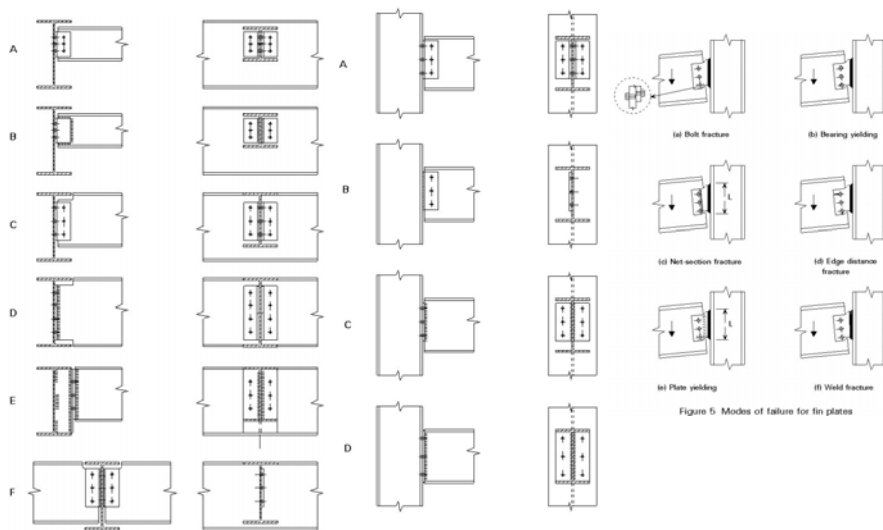 A
B
C
D
E
F
A
B
C
D
(a) Bolt fracture
(b) Bearing yielding
L
(c) Net-section fracture
(d) Edge distance
fracture
L
(e) Plate yielding
(f) Weld fracture
Figure 5 Modes of failure for fin plates